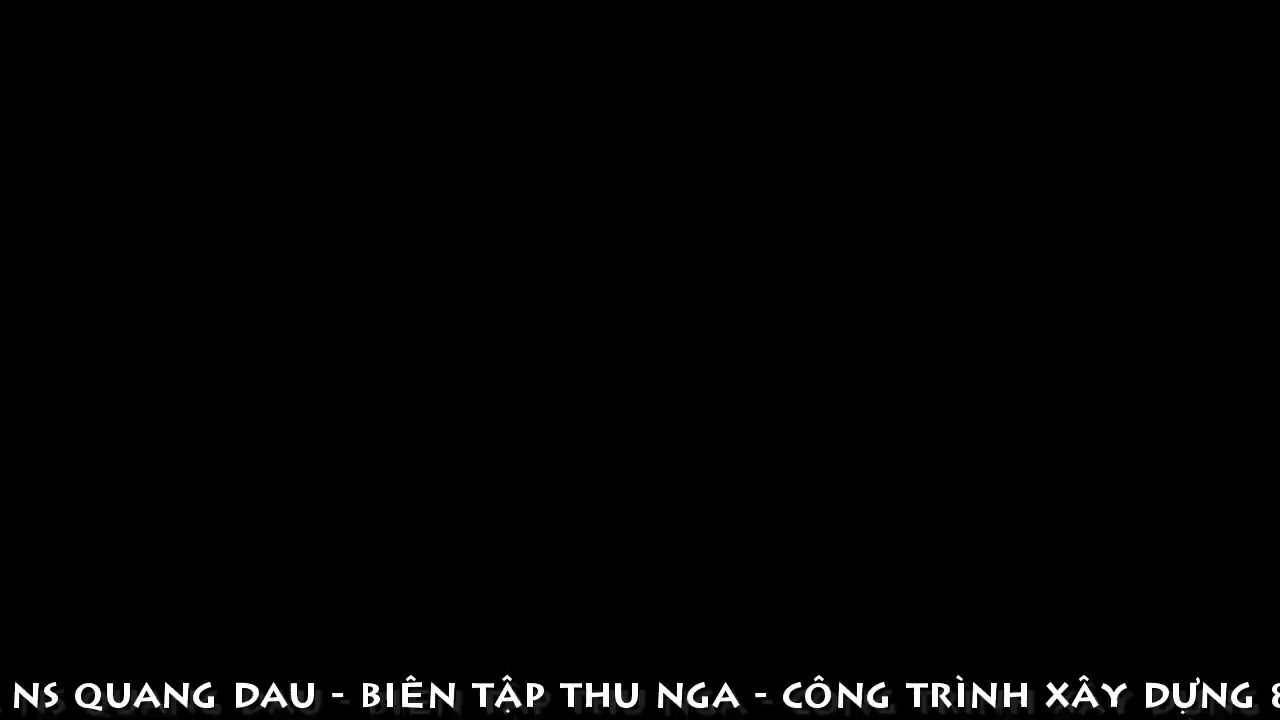 NS QUANG DAU - BIÊN TẬP THU NGA - CÔNG TRÌNH XÂY DỰNG